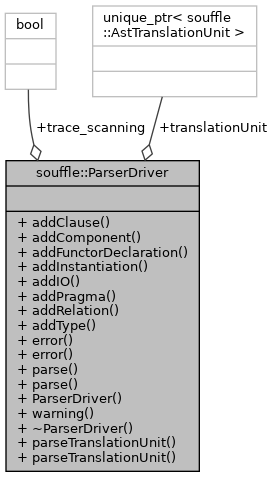 bool
unique_ptr< souffle
::AstTranslationUnit >
+trace_scanning
+translationUnit
souffle::ParserDriver
+ addClause()
+ addComponent()
+ addFunctorDeclaration()
+ addInstantiation()
+ addIO()
+ addPragma()
+ addRelation()
+ addType()
+ error()
+ error()
+ parse()
+ parse()
+ ParserDriver()
+ warning()
+ ~ParserDriver()
+ parseTranslationUnit()
+ parseTranslationUnit()